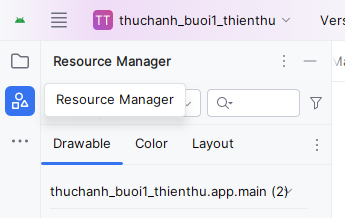 TT thuchanh_buoi1_thienthu Vers
Resource Manager
Resource Manager
Drawable Color Layout
thuchanh_buoi1_thienthu.app.main (2)